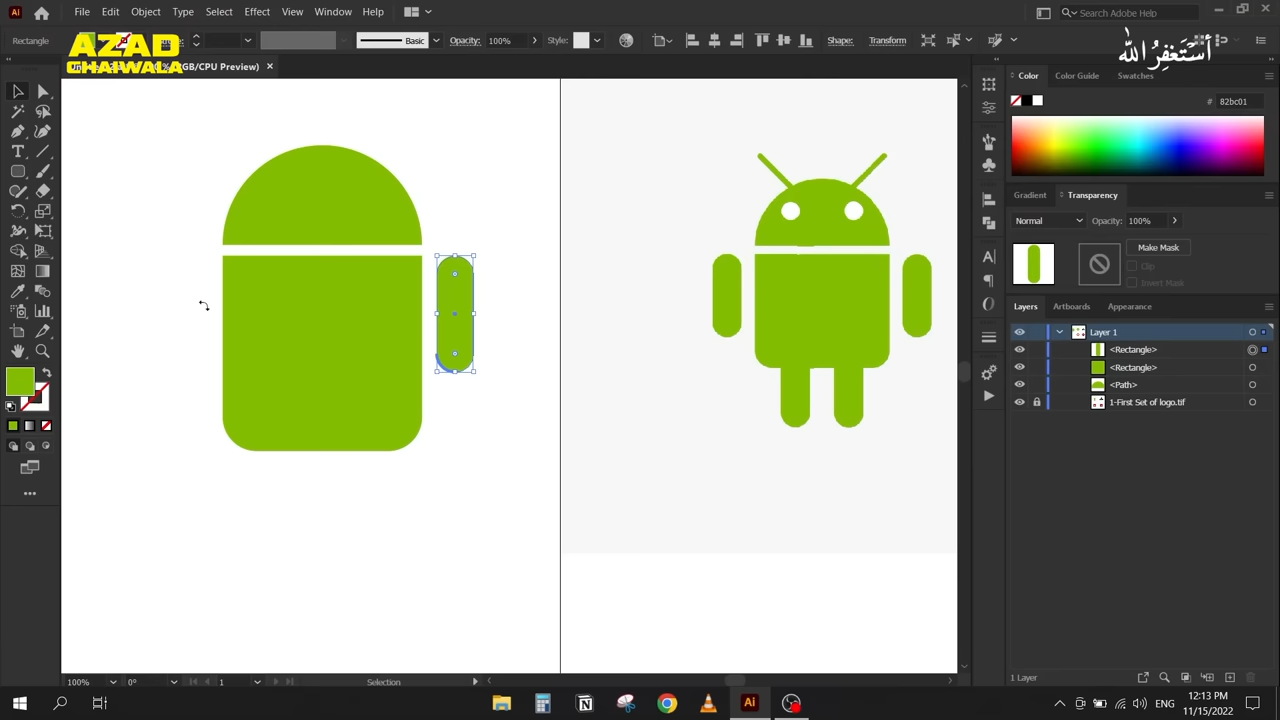 File Edit Object Type Select Effect View Window Help
Search Adobe Help
Rectangle
Basic
Opacity: 100%
Style:
Shape:
Transform
AZAD
CHAIWALA
أستغفر الله
RGB/CPU Preview)
Color Color Guide Swatches
# 82bc01
Gradient Transparency
Normal Opacity: 100%
Make Mask
Clip
Invert Mask
Layers Artboards Appearance
Layer 1
<Rectangle>
<Rectangle>
<Path>
1-First Set of logo.tif
100% 0° 1 Selection
1 Layer
ENG
12:13 PM
11/15/2022